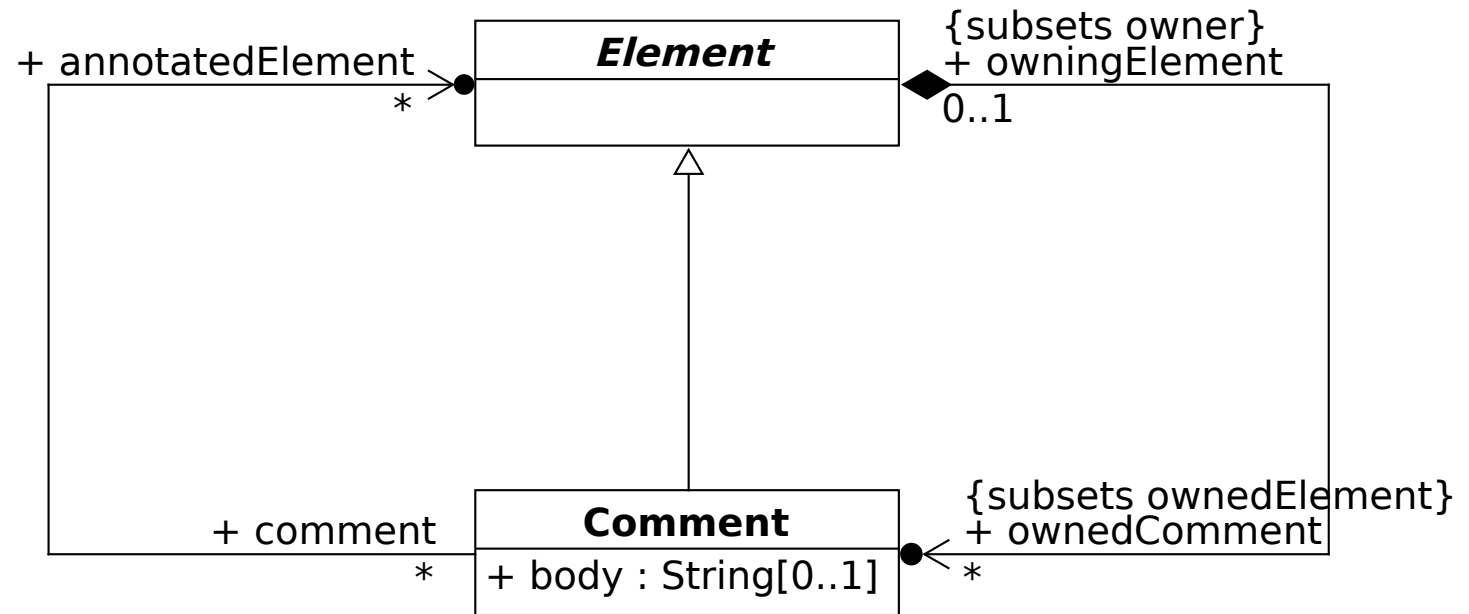 {subsets owner}
+ annotatedElement
Element
+ owningElement
*
0..1
{subsets ownedElement}
+ comment
Comment
+ ownedComment
*
+ body : String[0..1]
*